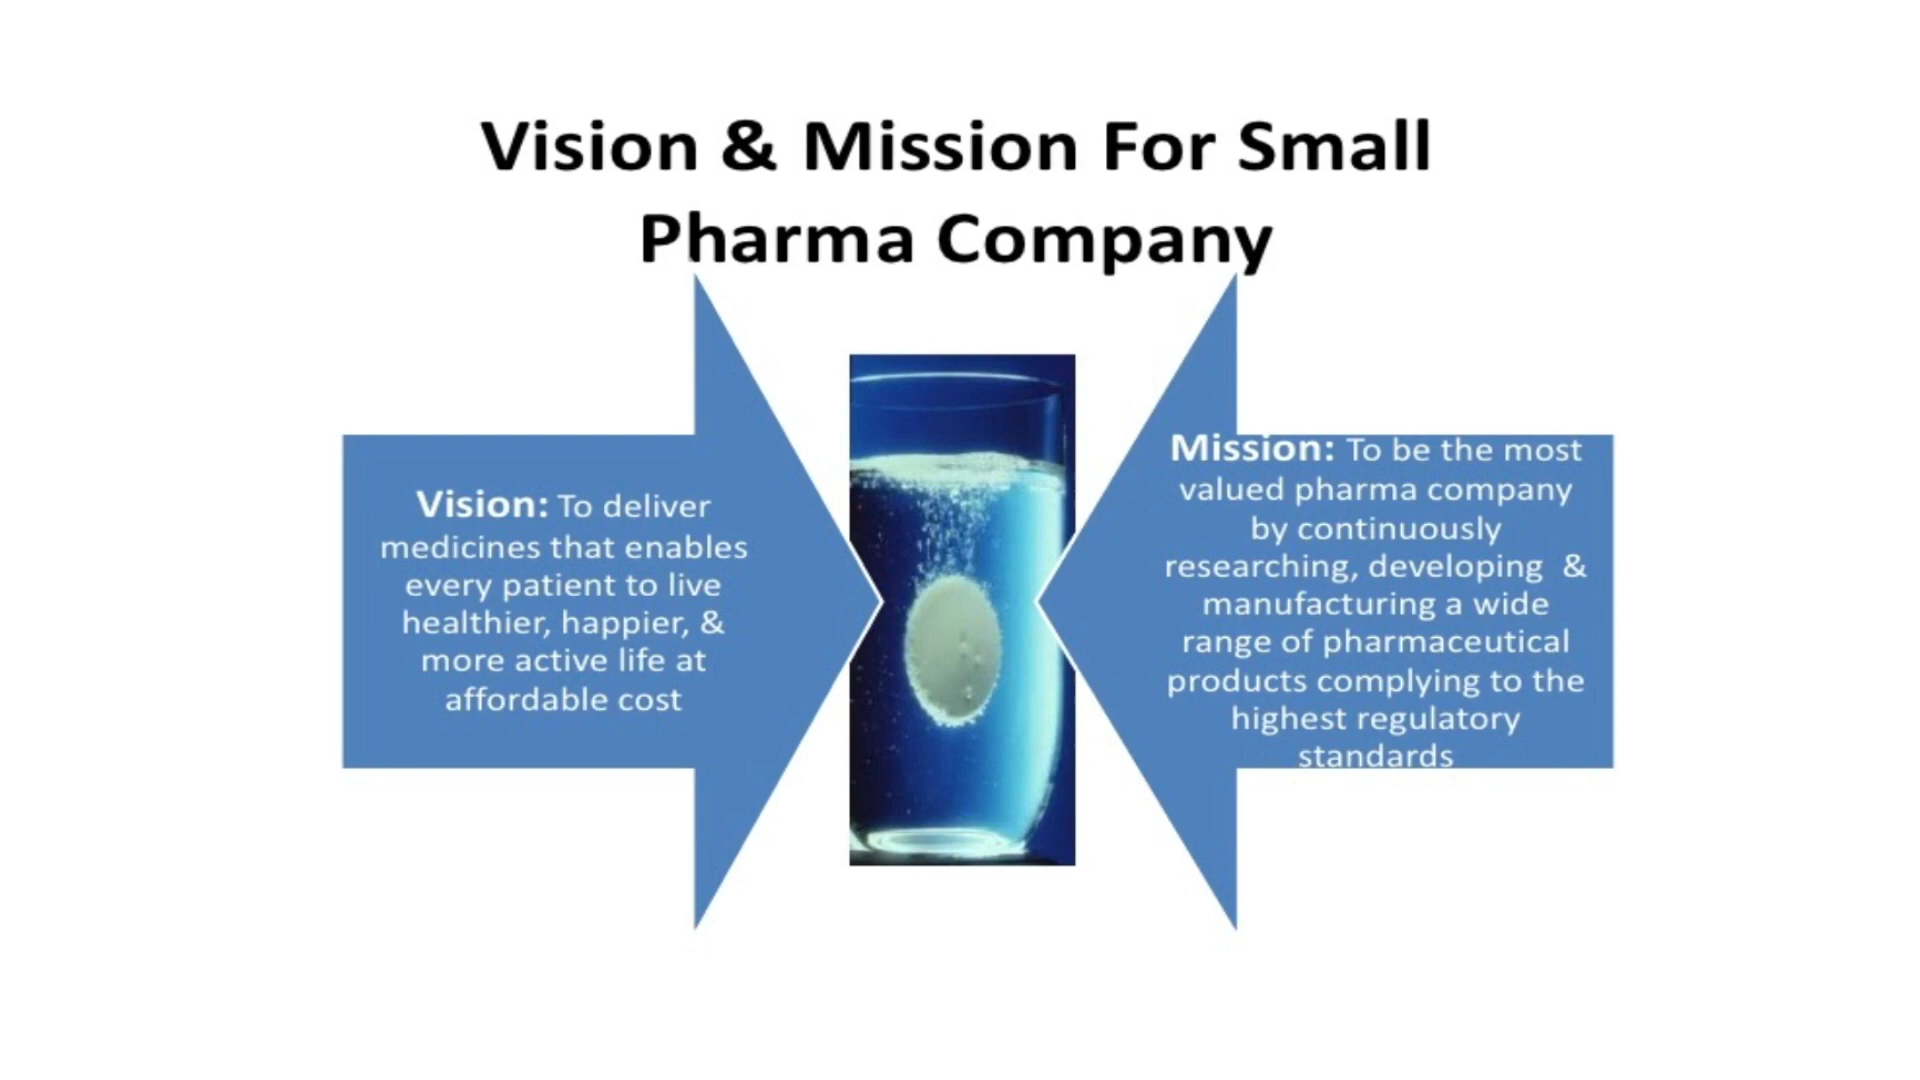 Vision & Mission For Small
Pharma Company
Vision: To deliver
medicines that enables
every patient to live
healthier, happier, &
more active life at
affordable cost
Mission: To be the most
valued pharma company
by continuously
researching, developing  &
manufacturing a wide
range of pharmaceutical
products complying to the
highest regulatory
standards